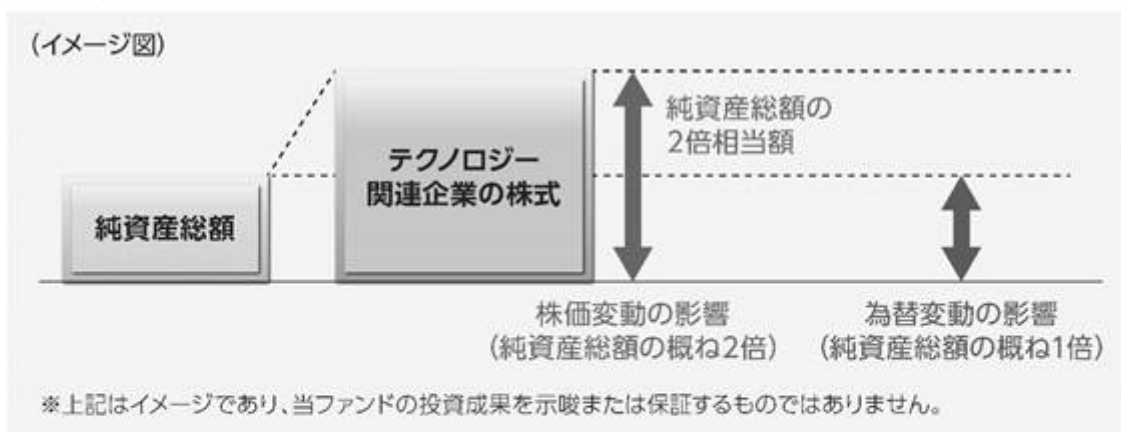 (イメージ図)
純資産総額
テクノロジー
関連企業の株式
純資産総額の
2倍相当額
株価変動の影響
(純資産総額の概ね2倍)
為替変動の影響
(純資産総額の概ね1倍)
※上記はイメージであり、当ファンドの投資成果を示唆または保証するものではありません。